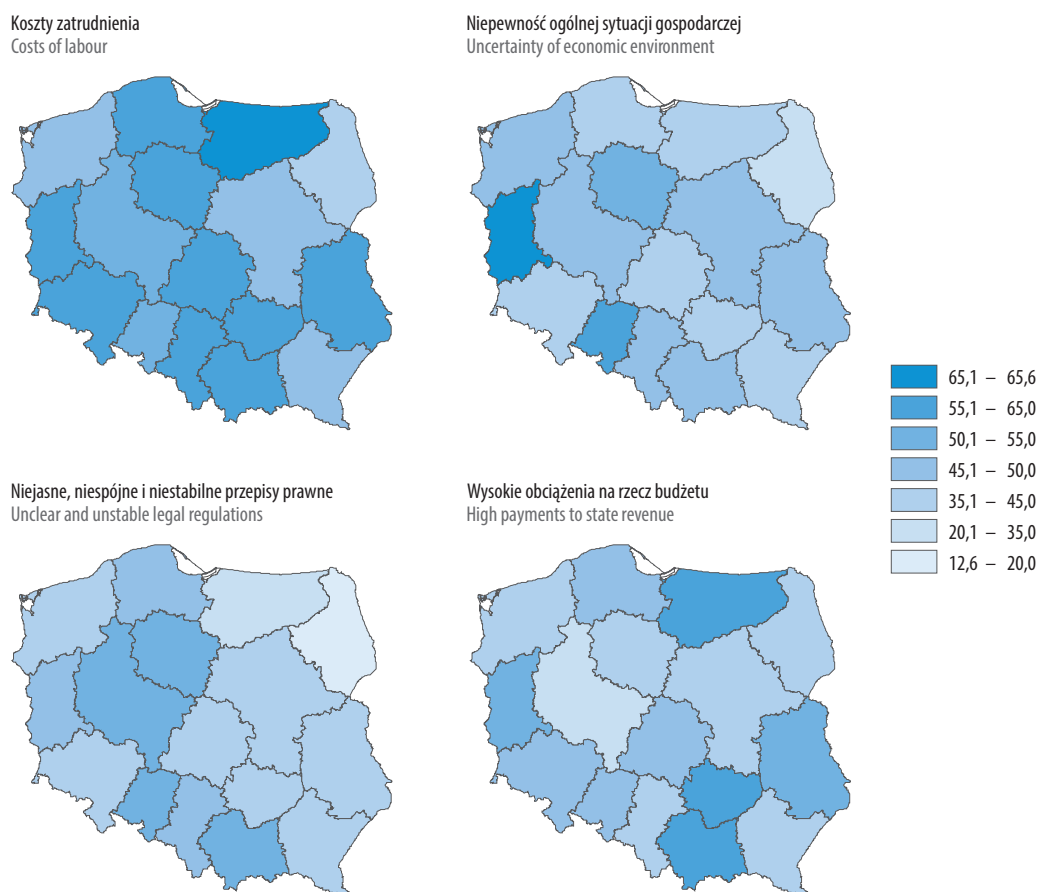 Koszty zatrudnienia
Costs of labour
Niepewność ogólnej sytuacji gospodarczej
Uncertainty of economic environment
65,1 – 65,6
55,1 – 65,0
50,1 – 55,0
45,1 – 50,0
35,1 – 45,0
20,1 – 35,0
12,6 – 20,0
Niejasne, niespójne i niestabilne przepisy prawne
Unclear and unstable legal regulations
Wysokie obciążenia na rzecz budżetu
High payments to state revenue